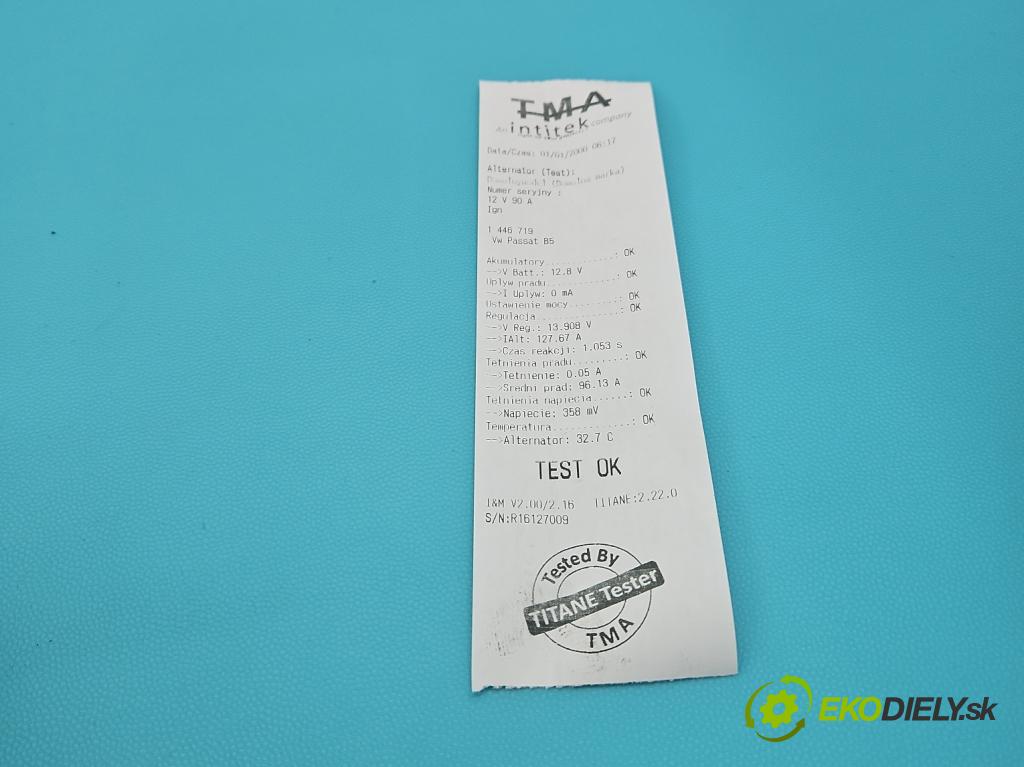 TMA
An intitek company
Data/Czas: 01/01/2000 06:17
Alternator (Test):
(Dowolna marka)
Numer seryjny :
12 V 90 A
Ign
1 446 719
Vw Passat B5
Akumulatory.............: OK
-->V Batt.: 12.8 V
Uplyw pradu.............: OK
-->I Uplyw: 0 mA
Ustawienie mocy.........: OK
Regulacja...............: OK
-->V Reg.: 13.908 V
-->IAlt: 127.67 A
-->Czas reakcji: 1.053 s
Tetnienia pradu.........: OK
-->Tetnienie: 0.05 A
-->Sredni prad: 96.13 A
Tetnienia napiecia......: OK
-->Napiecie: 358 mV
Temperatura.............: OK
-->Alternator: 32.7 C
TEST OK
I&M V2.00/2.16 TITANE:2.22.0
S/N:R16127009
Tested By
TITANE Tester
TMA
EKODIELY.sk